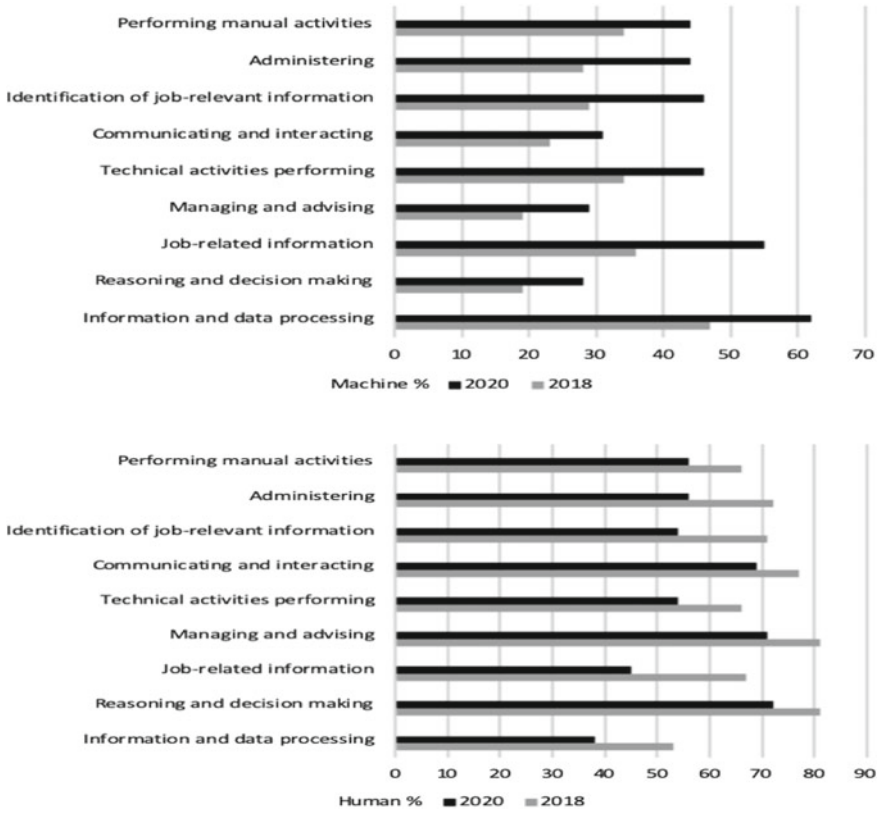 Performing manual activities
Administering
Identification of job-relevant information
Communicating and interacting
Technical activities performing
Managing and advising
Job-related information
Reasoning and decision making
Information and data processing
0 10 20 30 40 50 60 70
Machine % 2020 2018
Performing manual activities
Administering
Identification of job-relevant information
Communicating and interacting
Technical activities performing
Managing and advising
Job-related information
Reasoning and decision making
Information and data processing
0 10 20 30 40 50 60 70 80 90
Human % 2020 2018